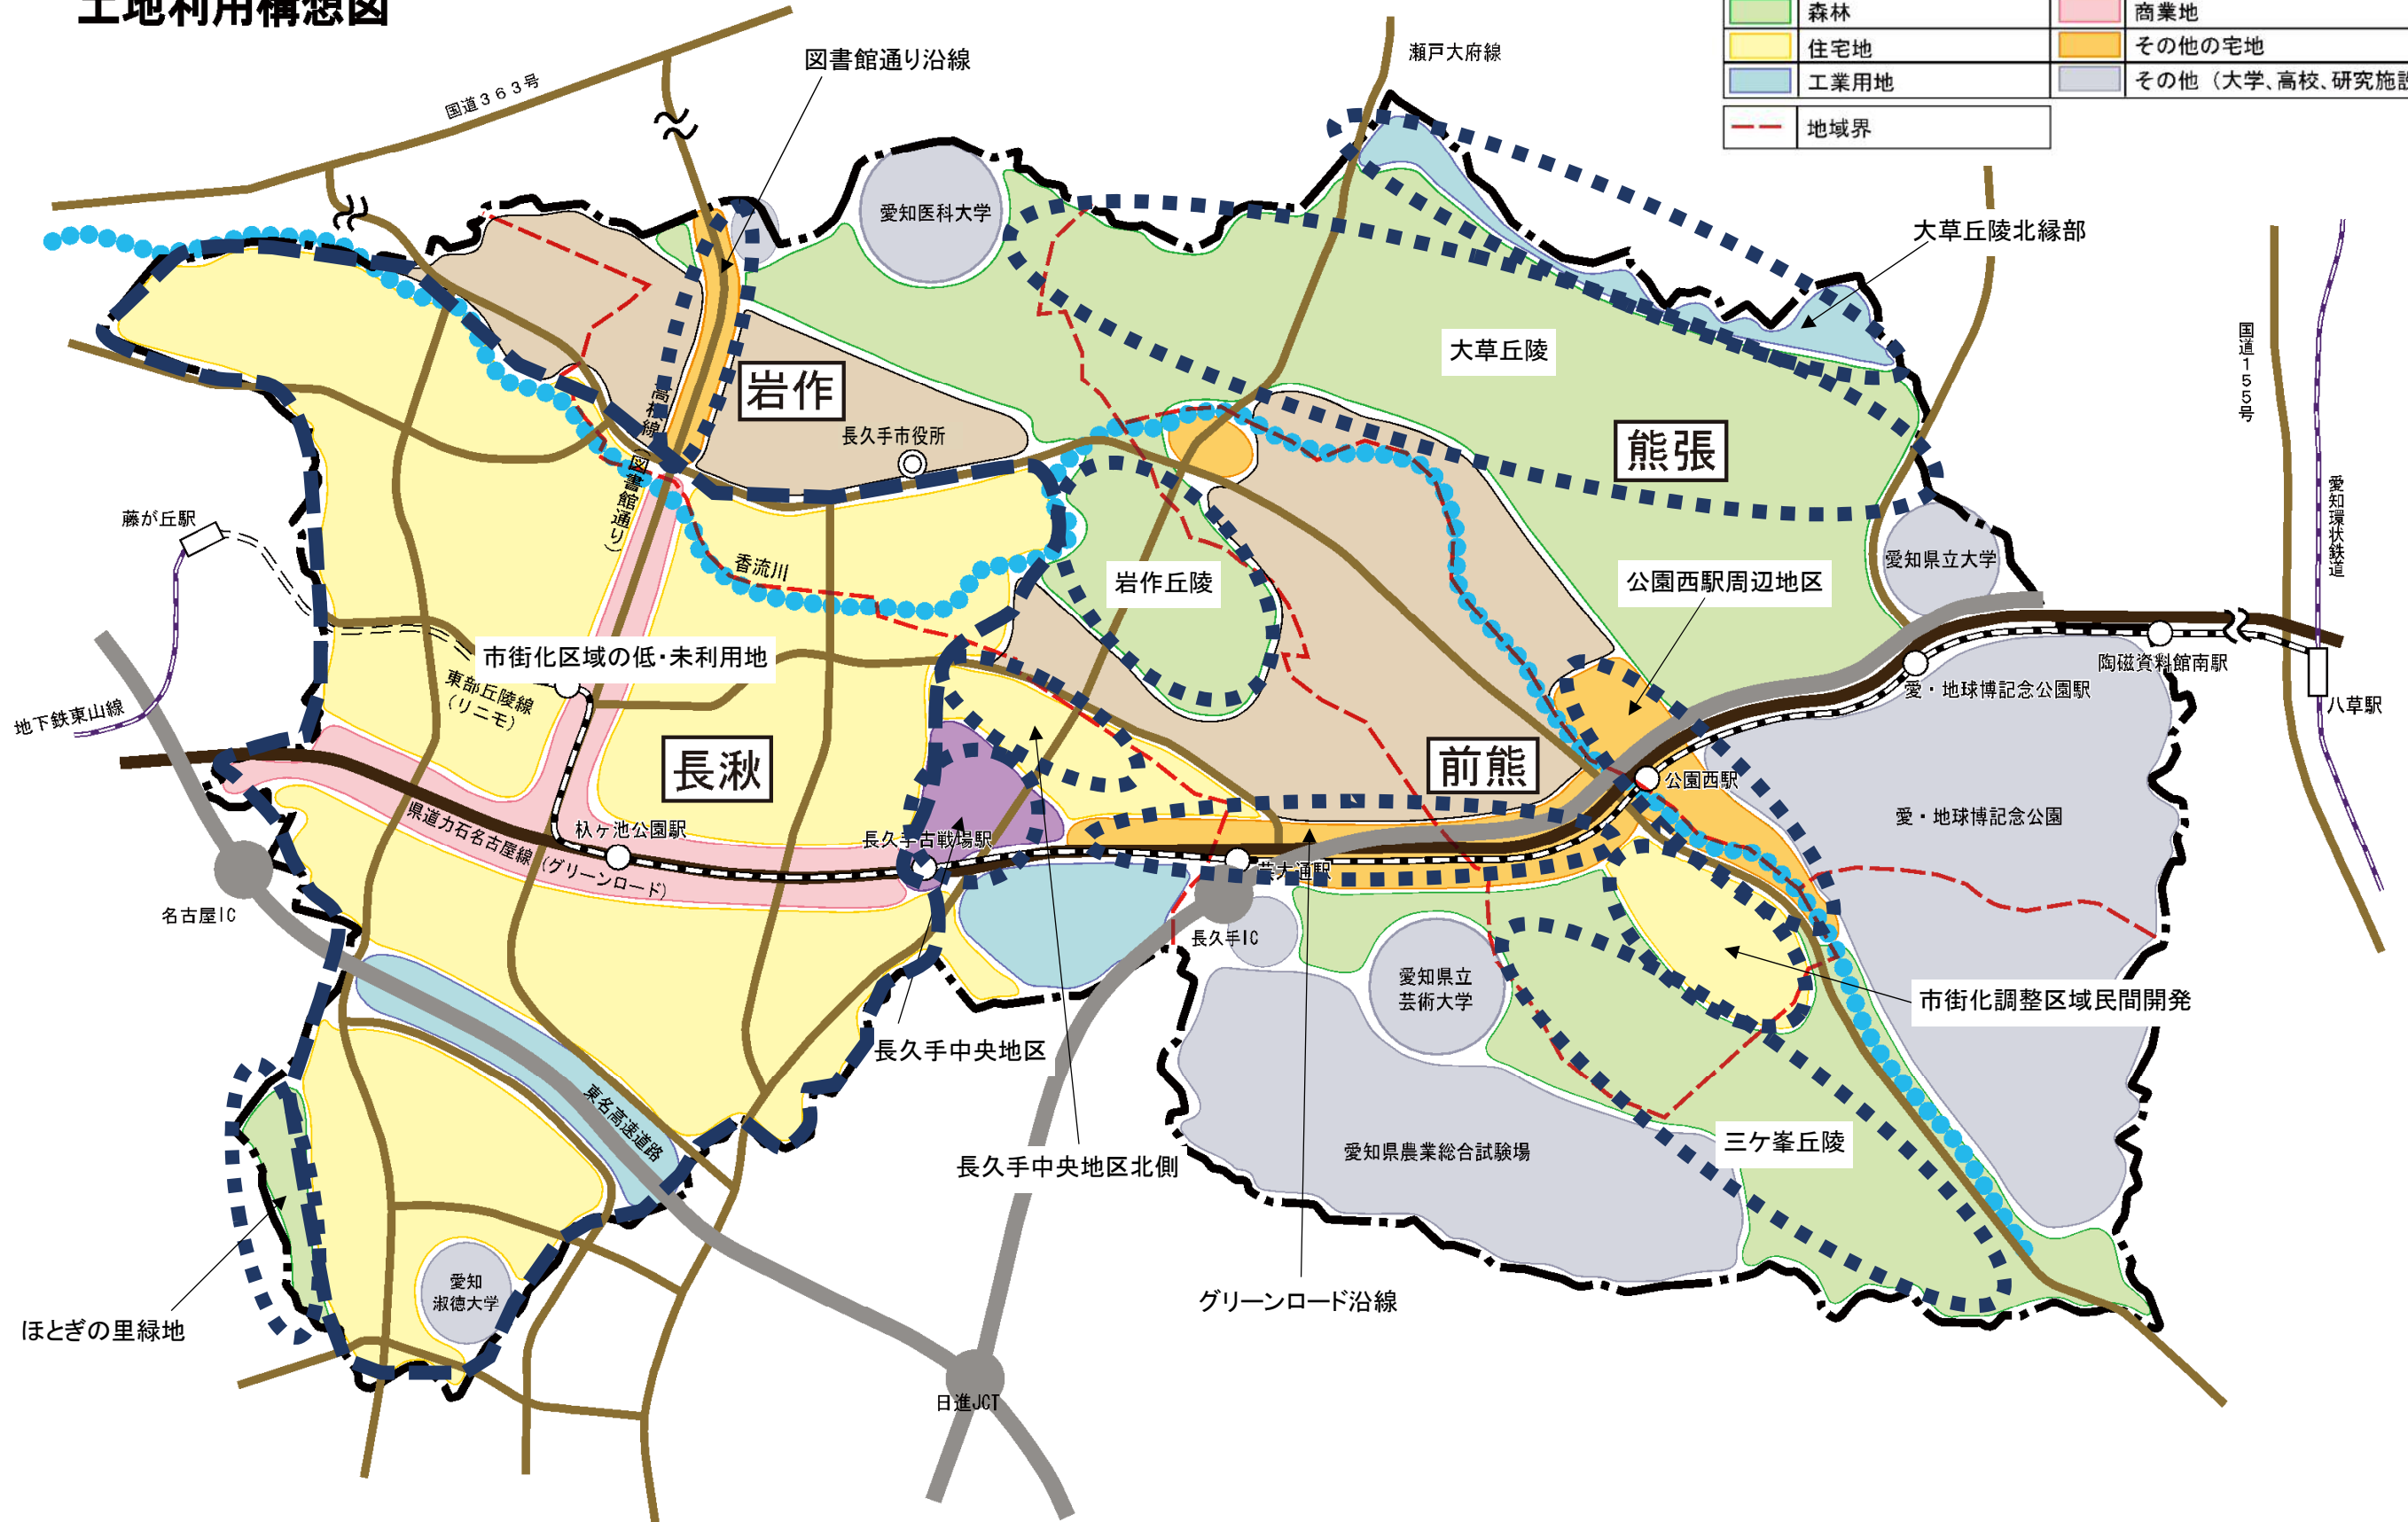 土地利用構想図
森林
商業地
住宅地
その他の宅地
工業用地
その他（大学、高校、研究施設
地域界
図書館通り沿線
瀬戸大府線
国道３６３号
愛知医科大学
大草丘陵北縁部
国道１５５号
大草丘陵
岩作
高根線（図書館通り）
長久手市役所
熊張
愛知環状鉄道
藤が丘駅
愛知県立大学
香流川
岩作丘陵
公園西駅周辺地区
市街化区域の低・未利用地
陶磁資料館南駅
東部丘陵線
（リニモ）
愛・地球博記念公園駅
八草駅
地下鉄東山線
長湫
前熊
公園西駅
愛・地球博記念公園
県道力石名古屋線（グリーンロード）
杁ヶ池公園駅
長久手古戦場駅
芸大通駅
名古屋IC
長久手IC
愛知県立
芸術大学
市街化調整区域民間開発
長久手中央地区
東名高速道路
三ケ峯丘陵
愛知県農業総合試験場
長久手中央地区北側
愛知
淑徳大学
グリーンロード沿線
ほとぎの里緑地
日進JCT